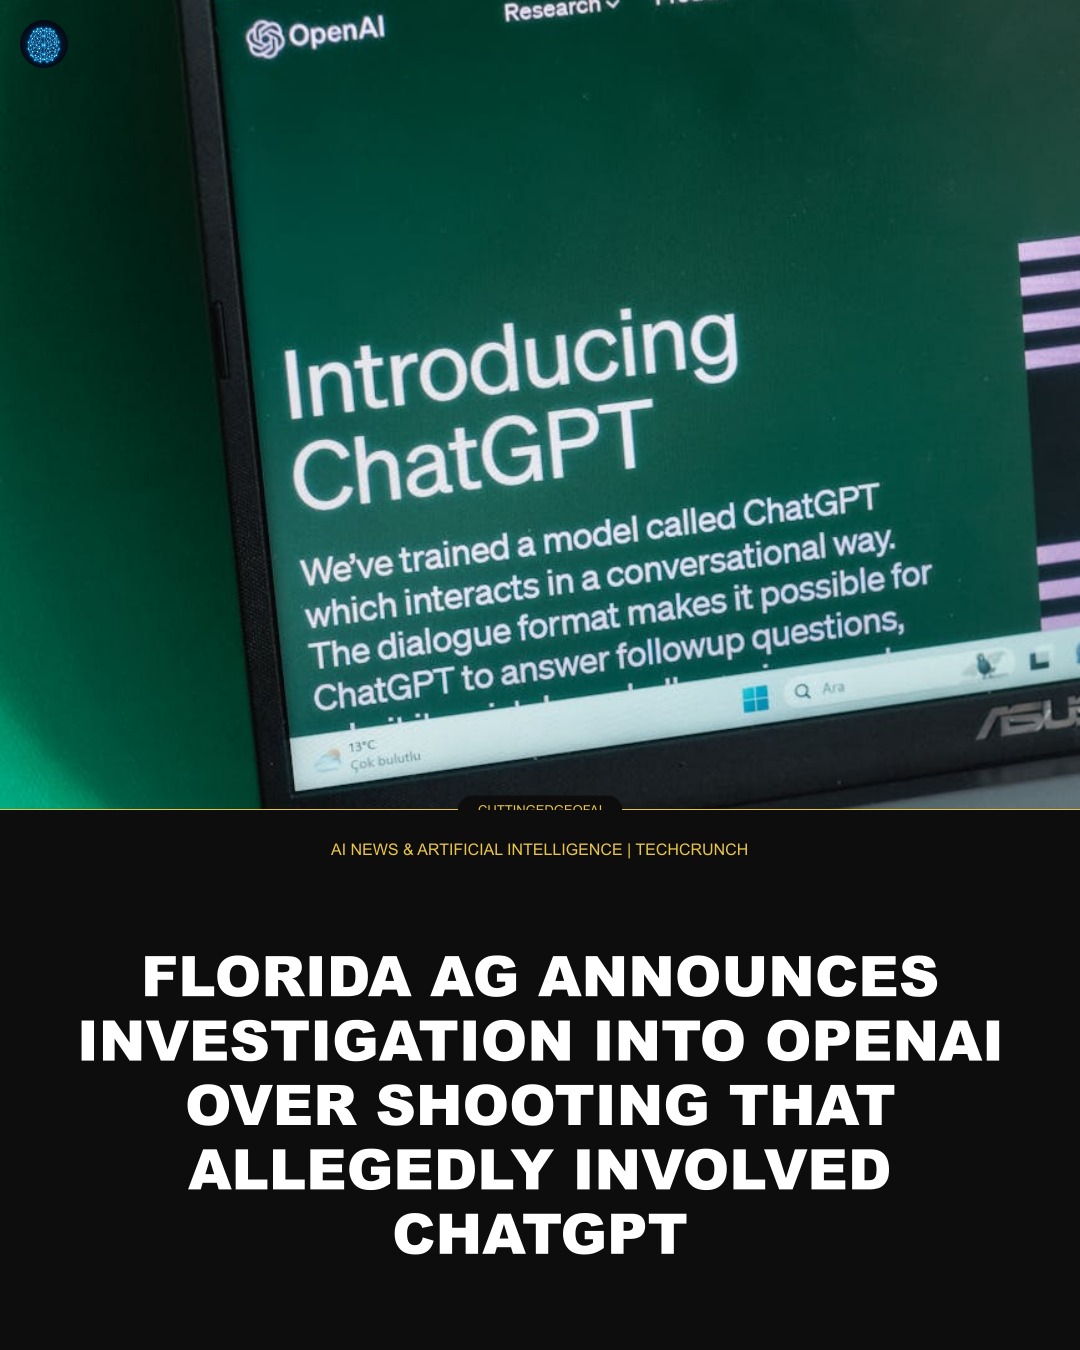 OpenAI
Research
Introducing
ChatGPT
We've trained a model called ChatGPT
which interacts in a conversational way.
The dialogue format makes it possible for
ChatGPT to answer followup questions,
Ara
13°C
Çok bulutlu
CUTTINGEDGEOFAI
AI NEWS & ARTIFICIAL INTELLIGENCE | TECHCRUNCH
FLORIDA AG ANNOUNCES
INVESTIGATION INTO OPENAI
OVER SHOOTING THAT
ALLEGEDLY INVOLVED
CHATGPT